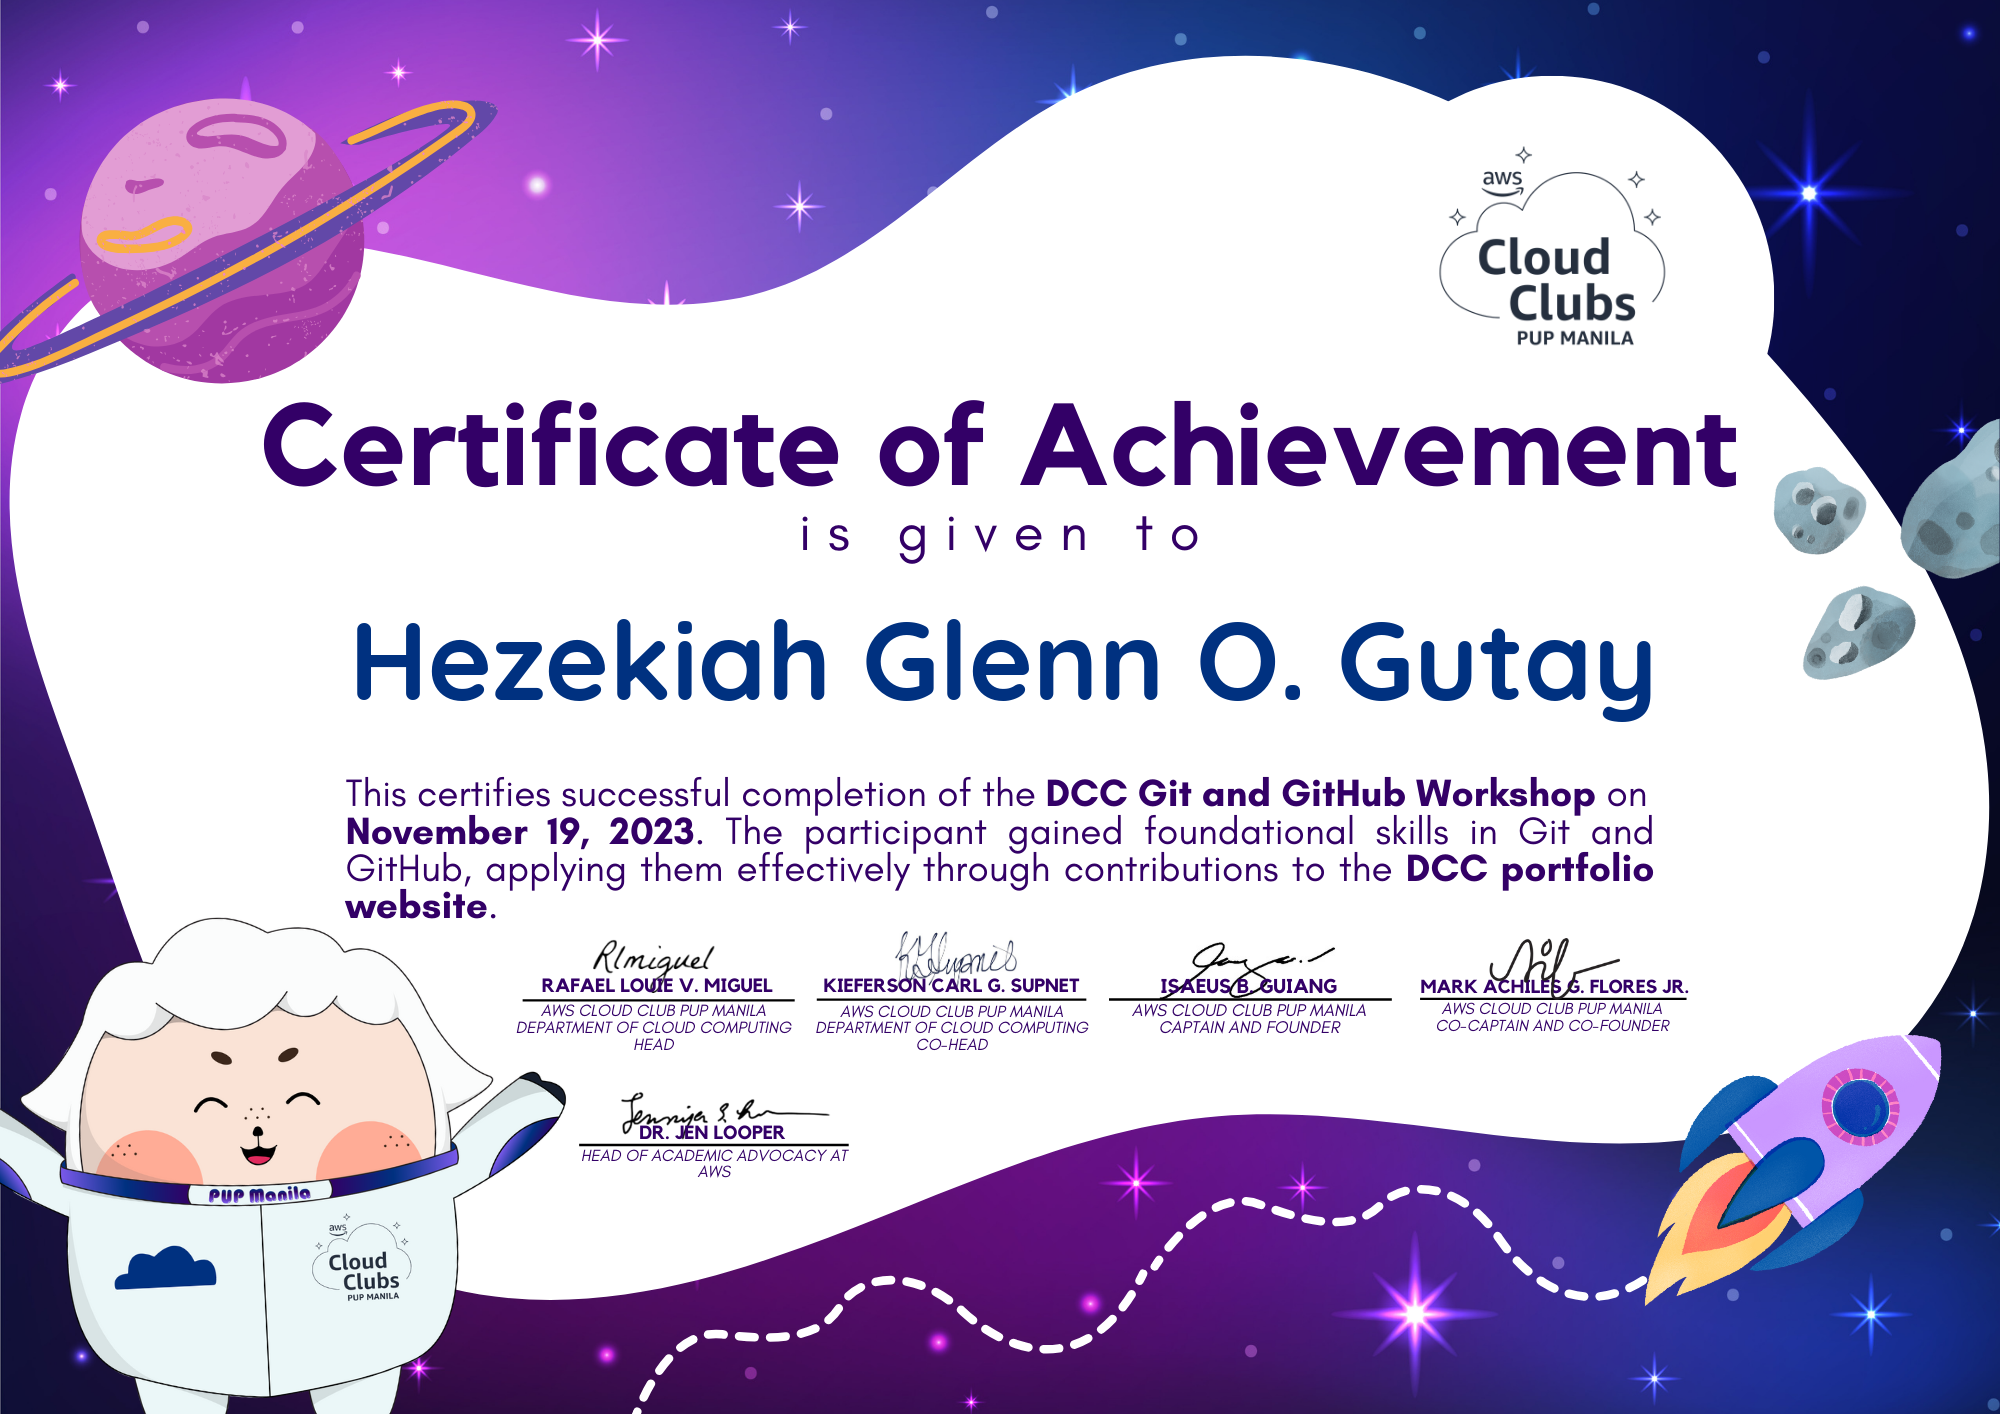 aws
Cloud
Clubs
PUP MANILA
Certificate of Achievement
is given to
Hezekiah Glenn O. Gutay
This certifies successful completion of the DCC Git and GitHub Workshop on
November 19, 2023. The participant gained foundational skills in Git and
GitHub, applying them effectively through contributions to the DCC portfolio
website.
RLmiguel
RAFAEL LOUIE V. MIGUEL
AWS CLOUD CLUB PUP MANILA
DEPARTMENT OF CLOUD COMPUTING
HEAD
KIEFERSON CARL G. SUPNET
AWS CLOUD CLUB PUP MANILA
DEPARTMENT OF CLOUD COMPUTING
CO-HEAD
ISAEUS B. GUIANG
AWS CLOUD CLUB PUP MANILA
CAPTAIN AND FOUNDER
MARK ACHILES G. FLORES JR.
AWS CLOUD CLUB PUP MANILA
CO-CAPTAIN AND CO-FOUNDER
DR. JEN LOOPER
HEAD OF ACADEMIC ADVOCACY AT
AWS
PUP Manila
aws
Cloud
Clubs
PUP MANILA